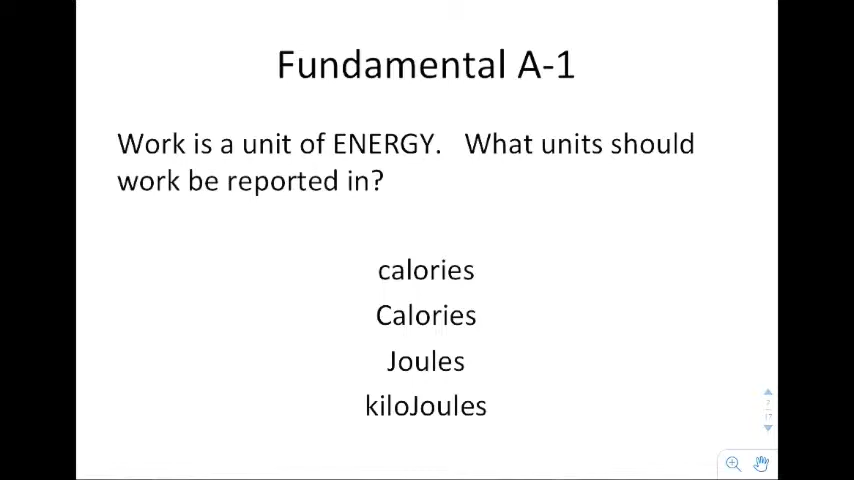 Fundamental A-1
Work is a unit of ENERGY. What units should
work be reported in?
calories
Calories
Joules
kiloJoules